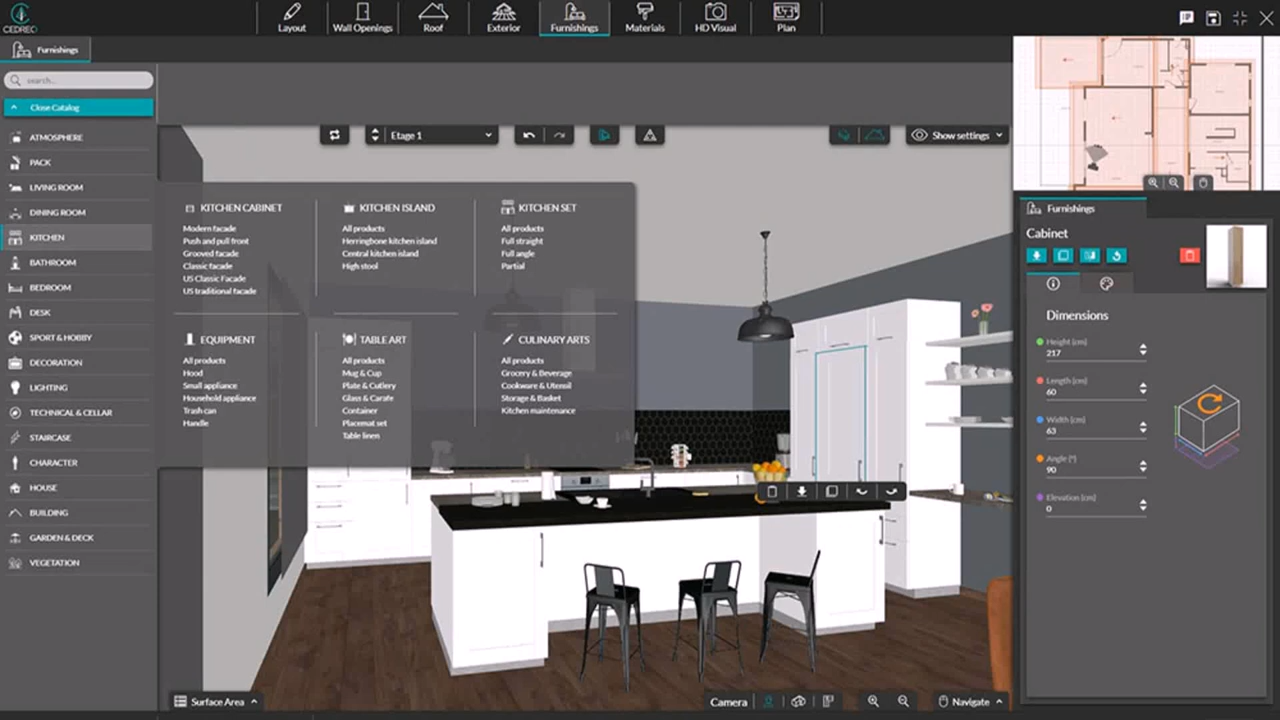 CEDREO
Layout
Wall Openings
Roof
Exterior
Furnishings
Materials
HD Visual
Plan
Furnishings
search...
Close Catalog
ATMOSPHERE
PACK
LIVING ROOM
DINING ROOM
KITCHEN
BATHROOM
BEDROOM
DESK
SPORT & HOBBY
DECORATION
LIGHTING
TECHNICAL & CELLAR
STAIRCASE
CHARACTER
HOUSE
BUILDING
GARDEN & DECK
VEGETATION
Etage 1
Show settings
KITCHEN CABINET
Modern facade
Push and pull front
Grooved facade
Classic facade
US Classic Facade
US traditional facade
KITCHEN ISLAND
All products
Herringbone kitchen island
Central kitchen island
High stool
KITCHEN SET
All products
Full straight
Full angle
Partial
EQUIPMENT
All products
Hood
Small appliance
Household appliance
Trash can
Handle
TABLE ART
All products
Mug & Cup
Plate & Cutlery
Glass & Carafe
Container
Placemat set
Table linen
CULINARY ARTS
All products
Grocery & Beverage
Cookware & Utensil
Storage & Basket
Kitchen maintenance
Surface Area
Camera
Navigate
Furnishings
Cabinet
Dimensions
Height (cm)
217
Length (cm)
60
Width (cm)
63
Angle (°)
90
Elevation (cm)
0